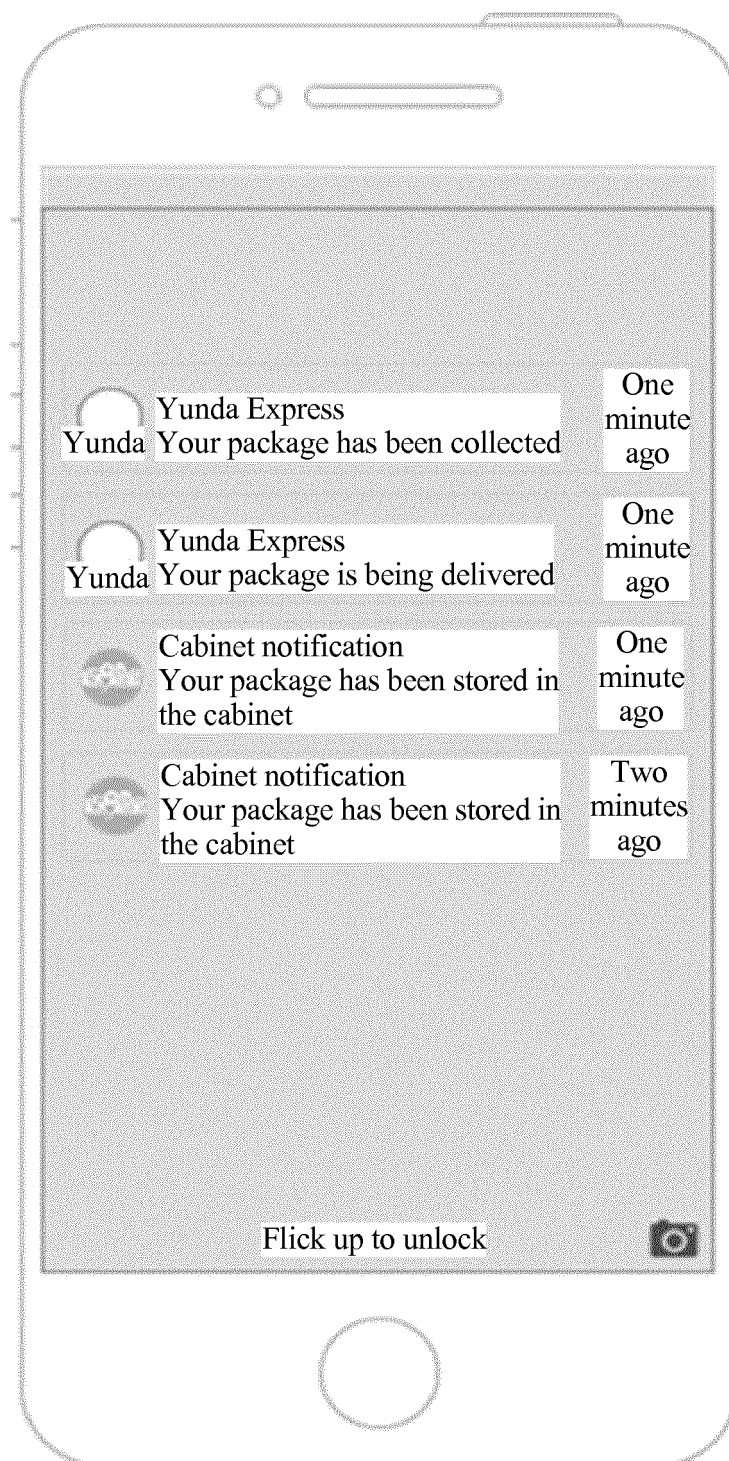 Yunda Express
Yunda Your package has been collected
One
minute
ago
Yunda Express
Yunda Your package is being delivered
One
minute
ago
Cabinet notification
Your package has been stored in
the cabinet
One
minute
ago
Cabinet notification
Your package has been stored in
the cabinet
Two
minutes
ago
Flick up to unlock